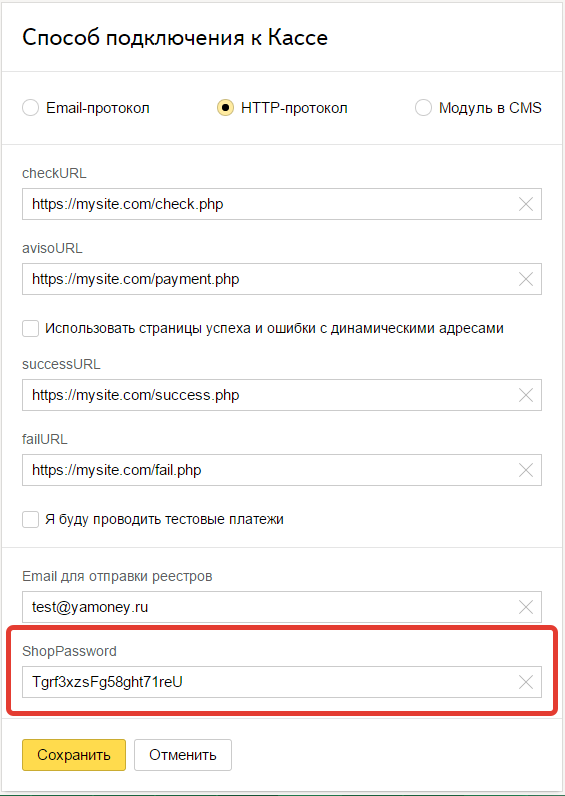 Способ подключения к Кассе
Email-протокол HTTP-протокол Модуль в CMS
checkURL
https://mysite.com/check.php
avisoURL
https://mysite.com/payment.php
Использовать страницы успеха и ошибки с динамическими адресами
successURL
https://mysite.com/success.php
failURL
https://mysite.com/fail.php
Я буду проводить тестовые платежи
Email для отправки реестров
test@yamoney.ru
ShopPassword
Tgrf3xzsFg58ght71reU
Сохранить Отменить